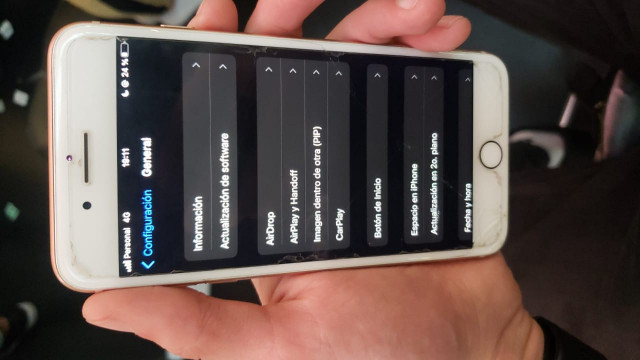 Personal 4G 18:11 24 %
Configuración General
Información
Actualización de software
AirDrop
AirPlay y Handoff
Imagen dentro de otra (PIP)
CarPlay
Botón de inicio
Espacio en iPhone
Actualización en 2o. plano
Fecha y hora